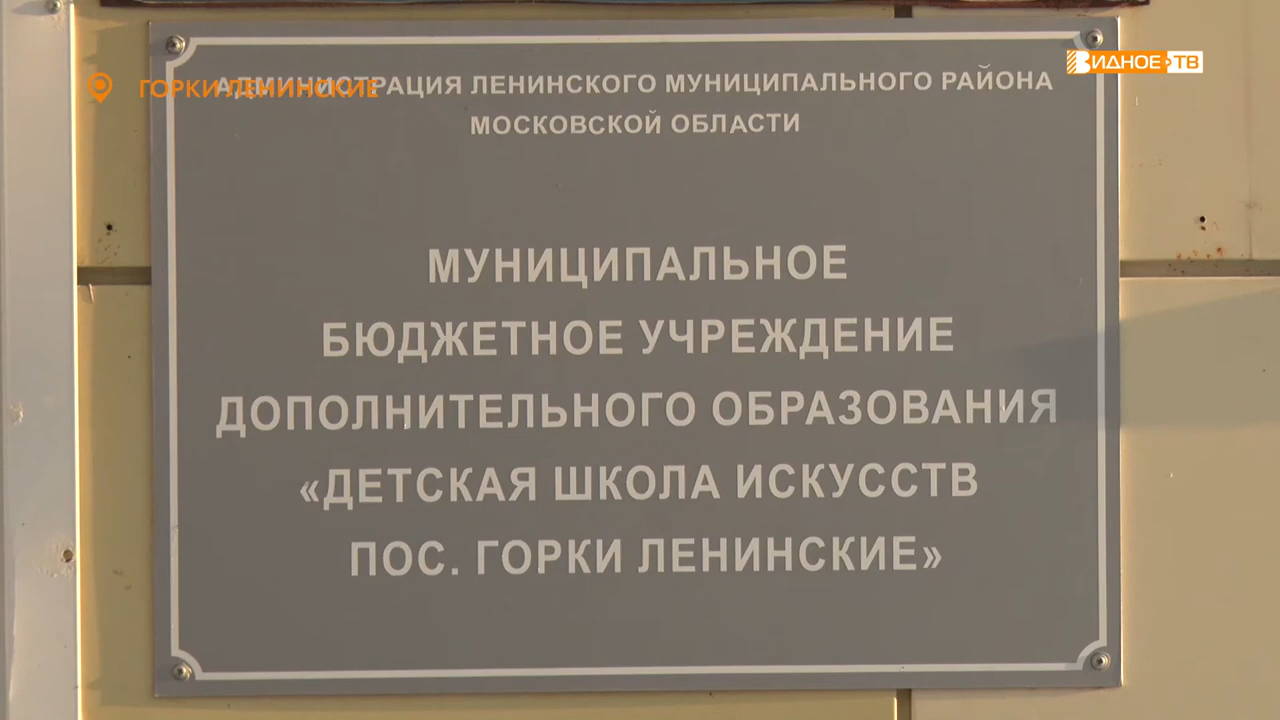 АДМИНИСТРАЦИЯ ЛЕНИНСКОГО МУНИЦИПАЛЬНОГО РАЙОНА
ГОРКИ ЛЕНИНСКИЕ
ВИДНОЕ ТВ
МОСКОВСКОЙ ОБЛАСТИ
МУНИЦИПАЛЬНОЕ
БЮДЖЕТНОЕ УЧРЕЖДЕНИЕ
ДОПОЛНИТЕЛЬНОГО ОБРАЗОВАНИЯ
«ДЕТСКАЯ ШКОЛА ИСКУССТВ
ПОС. ГОРКИ ЛЕНИНСКИЕ»